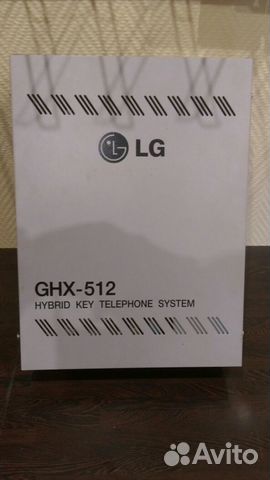 LG
GHX-512
HYBRID KEY TELEPHONE SYSTEM
Avito